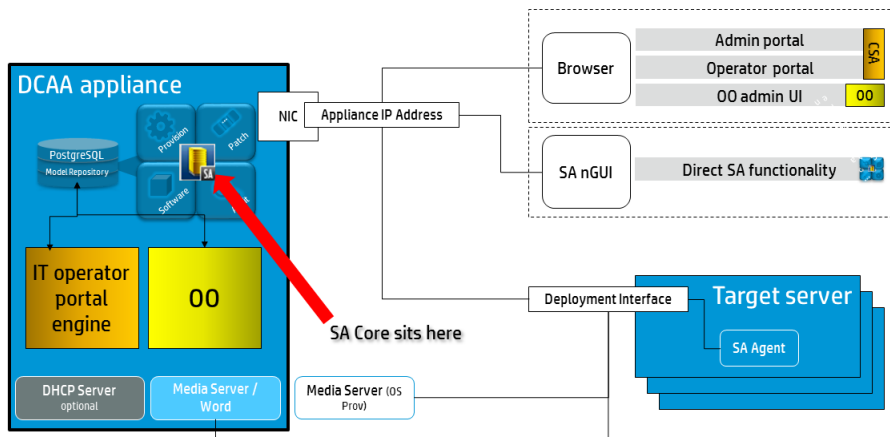 DCAA appliance
PostgreSQL
Model Repository
Provision
Patch
Software
SA
IT operator
portal
engine
OO
DHCP Server
optional
Media Server /
Word
NIC
Appliance IP Address
SA Core sits here
Media Server (OS
Prov)
Browser
Admin portal
Operator portal
OO admin UI
CSA
OO
SA nGUI
Direct SA functionality
Deployment Interface
Target server
SA Agent